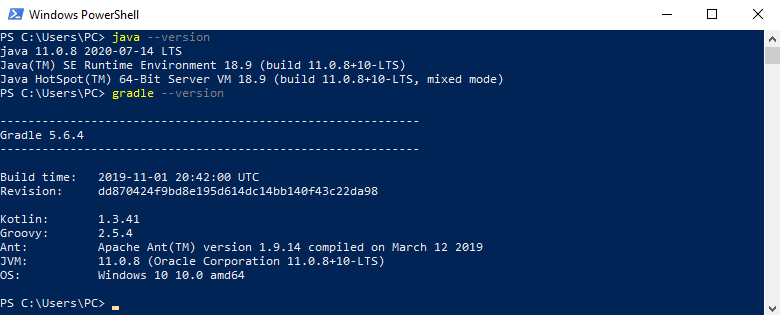 Windows PowerShell
PS C:\Users\PC> java --version
java 11.0.8 2020-07-14 LTS
Java(TM) SE Runtime Environment 18.9 (build 11.0.8+10-LTS)
Java HotSpot(TM) 64-Bit Server VM 18.9 (build 11.0.8+10-LTS, mixed mode)
PS C:\Users\PC> gradle --version
------------------------------------------------------------
Gradle 5.6.4
------------------------------------------------------------
Build time:   2019-11-01 20:42:00 UTC
Revision:     dd870424f9bd8e195d614dc14bb140f43c22da98
Kotlin:       1.3.41
Groovy:       2.5.4
Ant:          Apache Ant(TM) version 1.9.14 compiled on March 12 2019
JVM:          11.0.8 (Oracle Corporation 11.0.8+10-LTS)
OS:           Windows 10 10.0 amd64
PS C:\Users\PC>